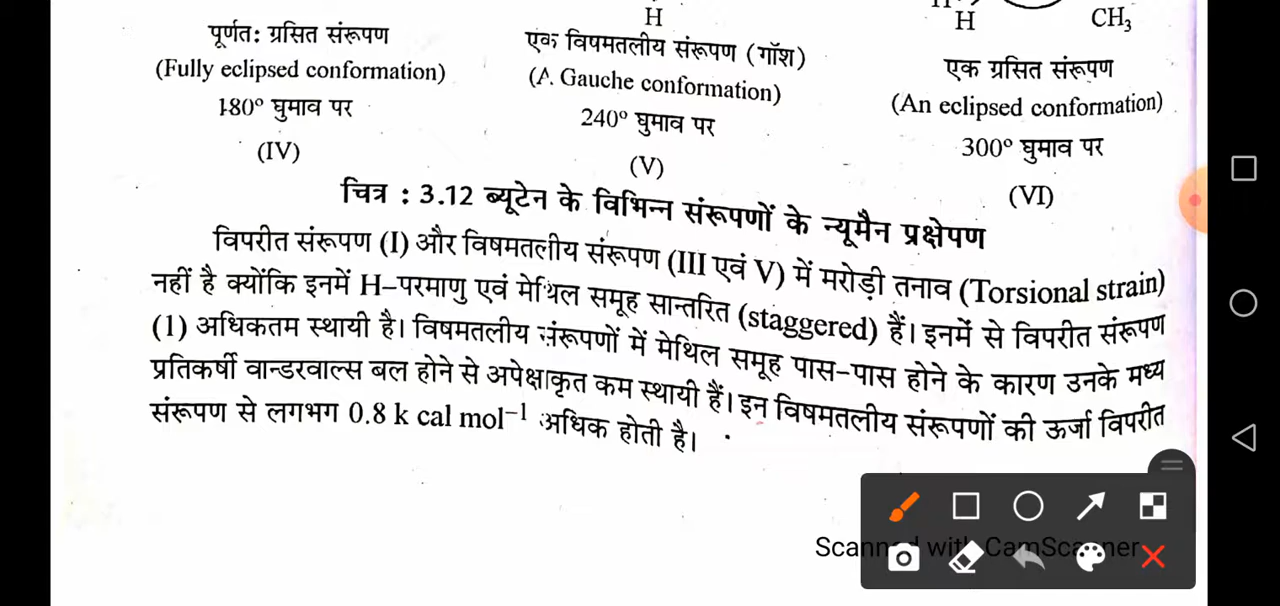 H
H
CH₃
पूर्णत: ग्रसित संरूपण
(Fully eclipsed conformation)
180° घुमाव पर
(IV)
एक विषमतलीय संरूपण (गॉश)
(A Gauche conformation)
240° घुमाव पर
(V)
एक ग्रसित संरूपण
(An eclipsed conformation)
300° घुमाव पर
(VI)
चित्र : 3.12 ब्यूटेन के विभिन्न संरूपणों के न्यूमैन प्रक्षेपण
विपरीत संरूपण (I) और विषमतलीय संरूपण (III एवं V) में मरोड़ी तनाव (Torsional strain)
नहीं है क्योंकि इनमें H-परमाणु एवं मेथिल समूह सान्तरित (staggered) हैं। इनमें से विपरीत संरूपण
(1) अधिकतम स्थायी है। विषमतलीय संरूपणों में मेथिल समूह पास-पास होने के कारण उनके मध्य
प्रतिकर्षी वान्डरवाल्स बल होने से अपेक्षाकृत कम स्थायी हैं। इन विषमतलीय संरूपणों की ऊर्जा विपरीत
संरूपण से लगभग 0.8 k cal mol⁻¹ अधिक होती है।
Scanned with CamScanner